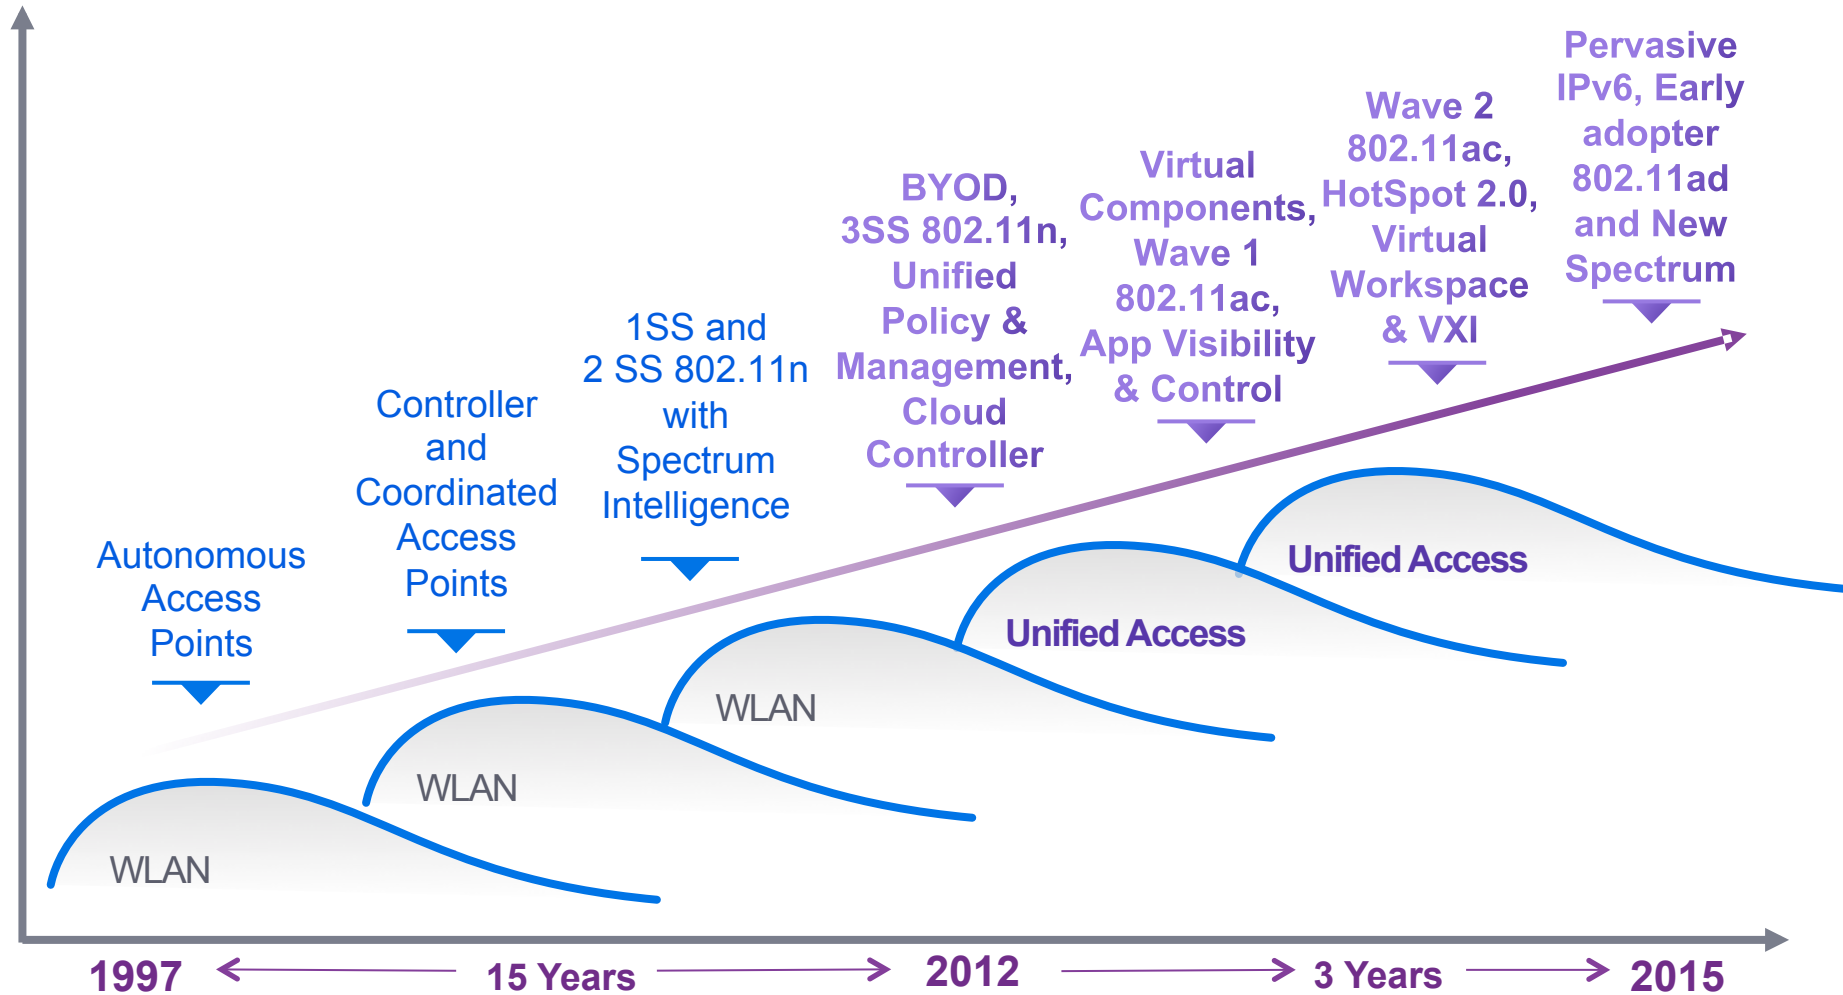 Autonomous
Access
Points
Controller
and
Coordinated
Access
Points
1SS and
2 SS 802.11n
with
Spectrum
Intelligence
BYOD,
3SS 802.11n,
Unified
Policy &
Management,
Cloud
Controller
Virtual
Components,
Wave 1
802.11ac,
App Visibility
& Control
Wave 2
802.11ac,
HotSpot 2.0,
Virtual
Workspace
& VXI
Pervasive
IPv6, Early
adopter
802.11ad
and New
Spectrum
WLAN
WLAN
WLAN
Unified Access
Unified Access
1997
15 Years
2012
3 Years
2015